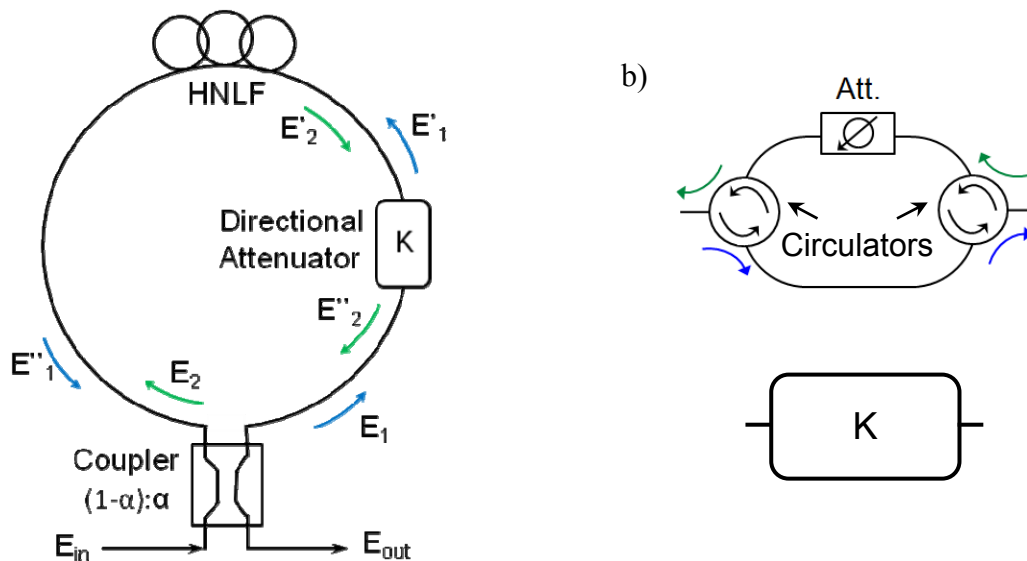 HNLF
E'2
E'1
Directional
Attenuator
K
E''2
E''1
E2
E1
Coupler
(1-α):α
Ein
Eout
b)
Att.
Circulators
K